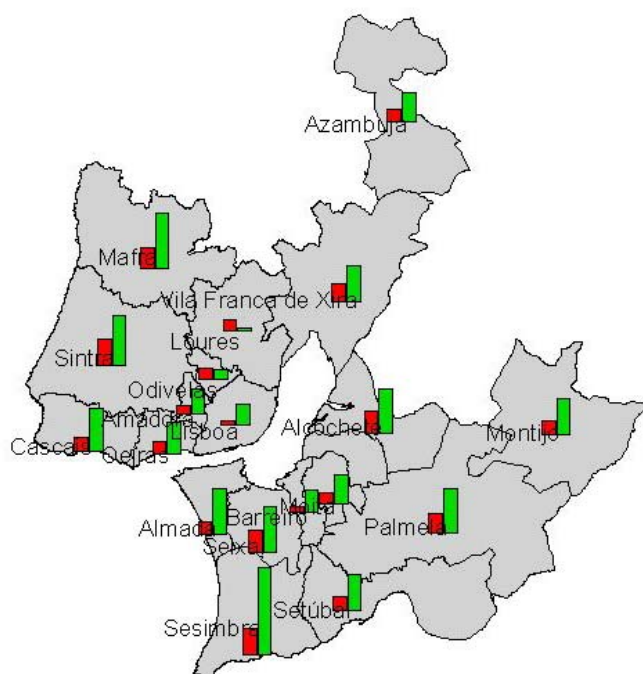 Azambuja
Mafra
Vila Franca de Xira
Loures
Sintra
Odivelas
Amadora
Lisboa
Cascais
Oeiras
Alcochete
Montijo
Moita
Barreiro
Almada
Seixal
Palmela
Setúbal
Sesimbra